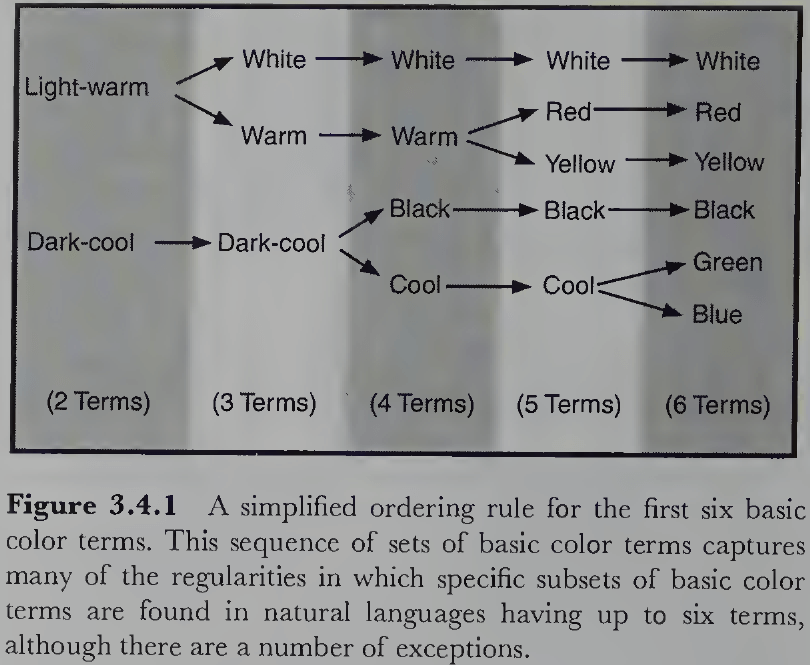 White White White White
Light-warm
Red Red
Warm Warm
Yellow Yellow
Black Black Black
Dark-cool Dark-cool
Green
Cool Cool
Blue
(2 Terms) (3 Terms) (4 Terms) (5 Terms) (6 Terms)
Figure 3.4.1 A simplified ordering rule for the first six basic
color terms. This sequence of sets of basic color terms captures
many of the regularities in which specific subsets of basic color
terms are found in natural languages having up to six terms,
although there are a number of exceptions.